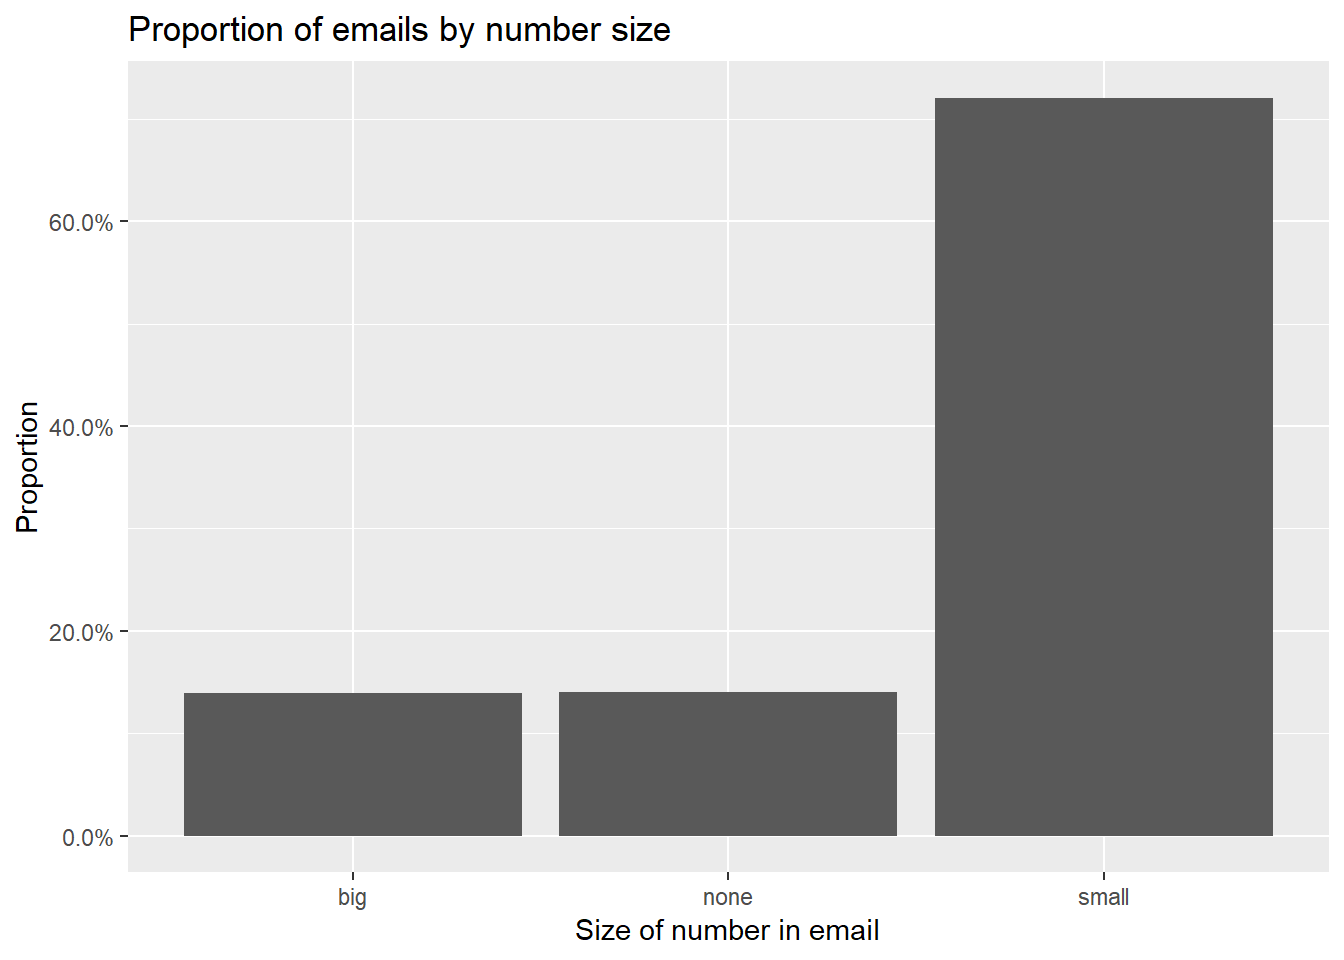 Proportion of emails by number size
Proportion
60.0%
40.0%
20.0%
0.0%
big none small
Size of number in email